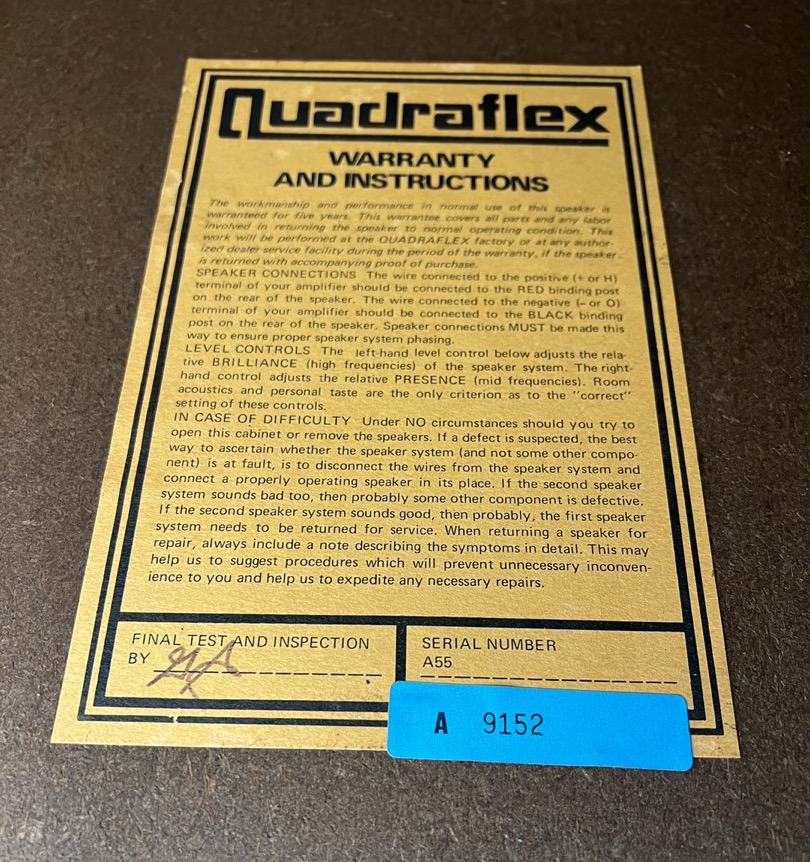 Quadraflex
WARRANTY
AND INSTRUCTIONS
The workmanship and performance in normal use of this speaker is
warranteed for five years. This warrantee covers all parts and any labor
involved in returning the speaker to normal operating condition. This
work will be performed at the QUADRAFLEX factory or at any author-
ized dealer service facility during the period of the warranty, if the speaker
is returned with accompanying proof of purchase.
SPEAKER CONNECTIONS The wire connected to the positive (+ or H)
terminal of your amplifier should be connected to the RED binding post
on the rear of the speaker. The wire connected to the negative (– or O)
terminal of your amplifier should be connected to the BLACK binding
post on the rear of the speaker. Speaker connections MUST be made this
way to ensure proper speaker system phasing.
LEVEL CONTROLS The left-hand level control below adjusts the rela-
tive BRILLIANCE (high frequencies) of the speaker system. The right-
hand control adjusts the relative PRESENCE (mid frequencies). Room
acoustics and personal taste are the only criterion as to the "correct"
setting of these controls.
IN CASE OF DIFFICULTY Under NO circumstances should you try to
open this cabinet or remove the speakers. If a defect is suspected, the best
way to ascertain whether the speaker system (and not some other compo-
nent) is at fault, is to disconnect the wires from the speaker system and
connect a properly operating speaker in its place. If the second speaker
system sounds bad too, then probably some other component is defective.
If the second speaker system sounds good, then probably, the first speaker
system needs to be returned for service. When returning a speaker for
repair, always include a note describing the symptoms in detail. This may
help us to suggest procedures which will prevent unnecessary inconven-
ience to you and help us to expedite any necessary repairs.
FINAL TEST AND INSPECTION
BY
SERIAL NUMBER
A55
A 9152